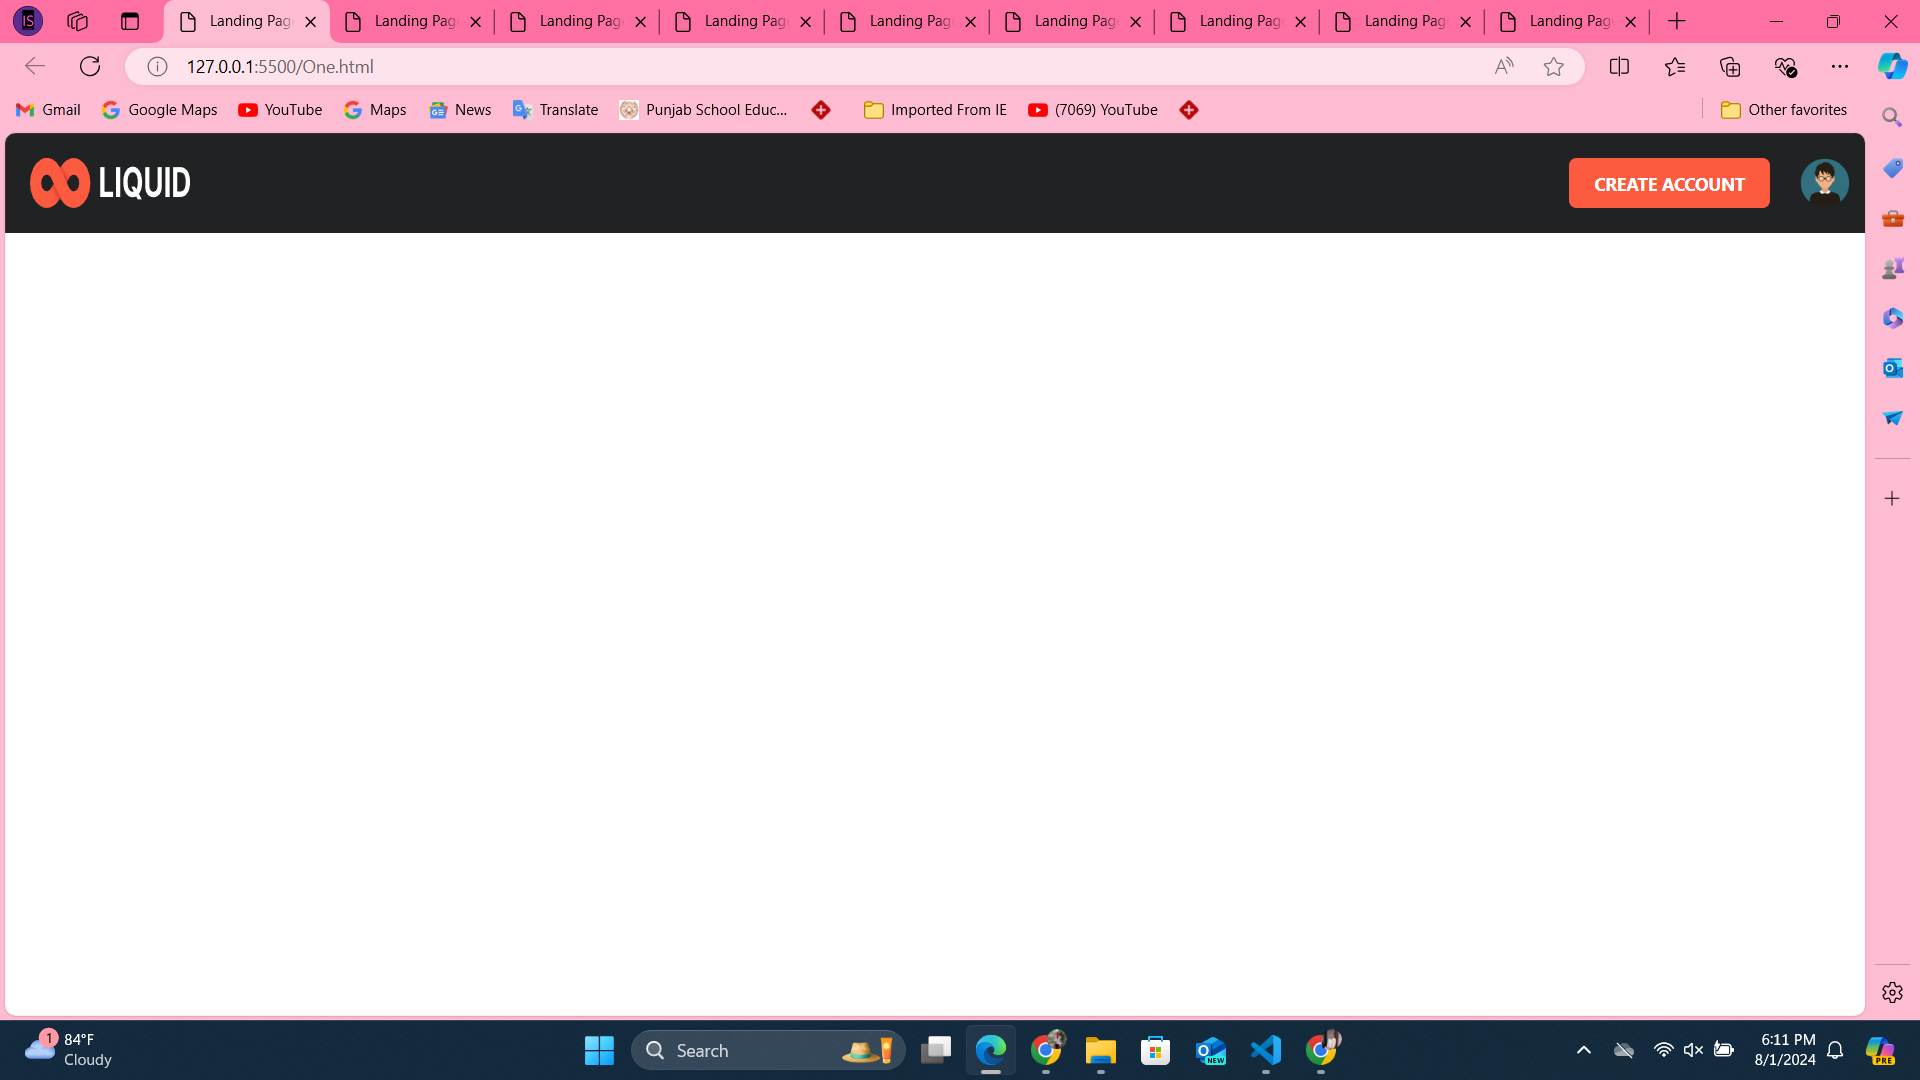 IS
Landing Pag Landing Pag Landing Pag Landing Pag Landing Pag Landing Pag Landing Pag Landing Pag Landing Pag
127.0.0.1:5500/One.html
Gmail Google Maps YouTube Maps News Translate Punjab School Educ... Imported From IE (7069) YouTube Other favorites
LIQUID CREATE ACCOUNT
1 84°F
Cloudy
Search
NEW
6:11 PM
8/1/2024
PRE